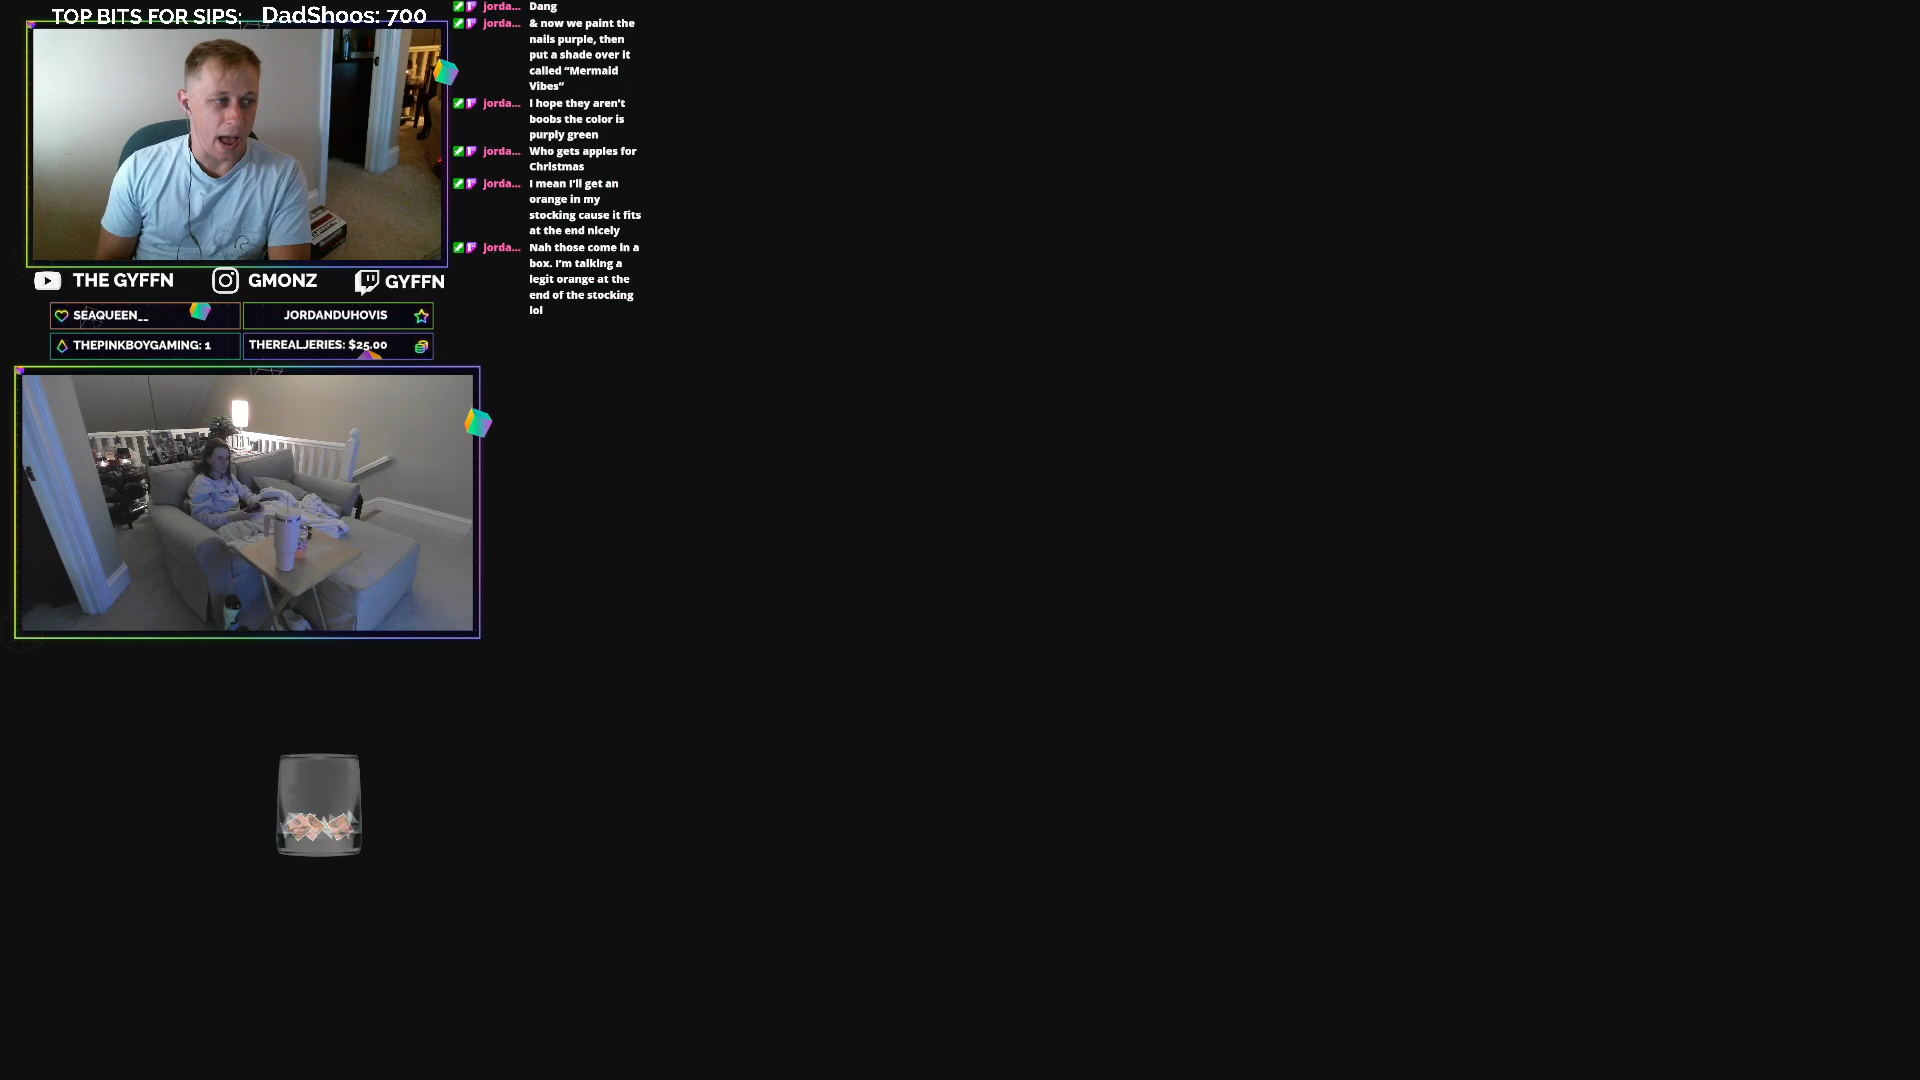 TOP BITS FOR SIPS: DadShoos: 700
THE GYFFN
GMONZ
GYFFN
SEAQUEEN__
JORDANDUHOVIS
THEPINKBOYGAMING: 1
THEREALJERIES: $25.00
jorda... Dang
jorda... & now we paint the
nails purple, then
put a shade over it
called “Mermaid
Vibes”
jorda... I hope they aren’t
boobs the color is
purply green
jorda... Who gets apples for
Christmas
jorda... I mean I’ll get an
orange in my
stocking cause it fits
at the end nicely
jorda... Nah those come in a
box. I’m talking a
legit orange at the
end of the stocking
lol